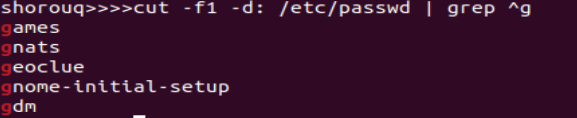 shorouq>>>>cut -f1 -d: /etc/passwd | grep ^g
games
gnats
geoclue
gnome-initial-setup
gdm